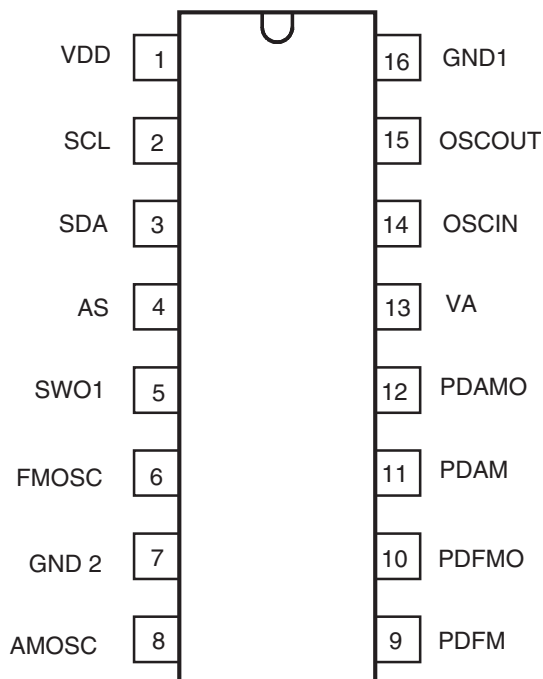 VDD 1 16 GND1
SCL 2 15 OSCOUT
SDA 3 14 OSCIN
AS 4 13 VA
SWO1 5 12 PDAMO
FMOSC 6 11 PDAM
GND 2 7 10 PDFMO
AMOSC 8 9 PDFM